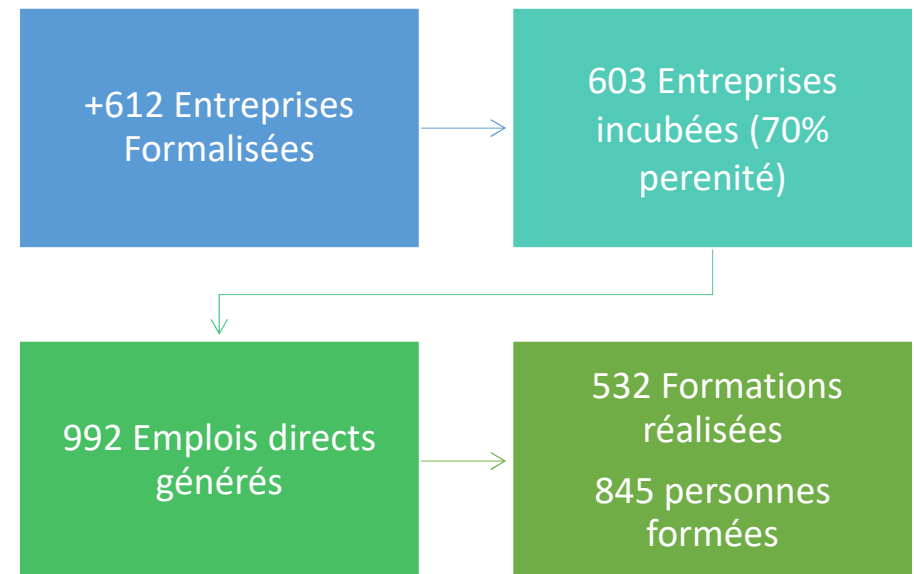 +612 Entreprises
Formalisées
603 Entreprises
incubées (70%
perenité)
992 Emplois directs
générés
532 Formations
réalisées
845 personnes
formées